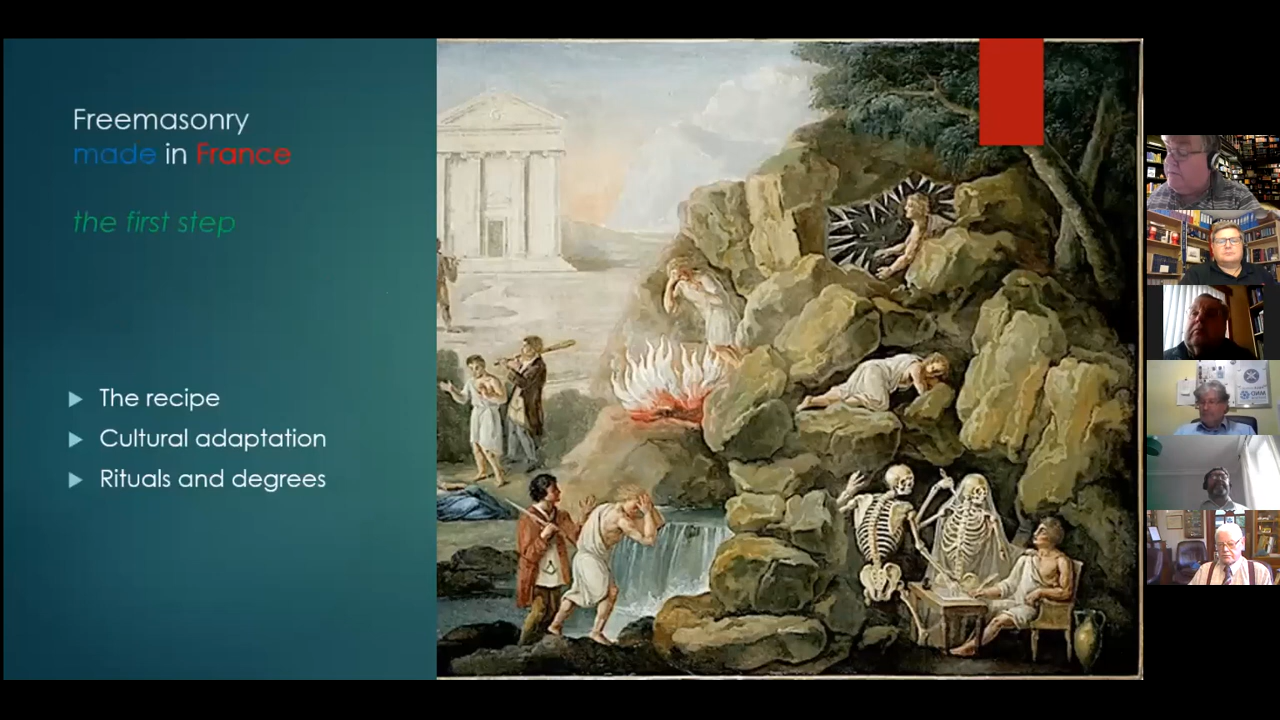 Freemasonry
made in France
the first step
The recipe
Cultural adaptation
Rituals and degrees